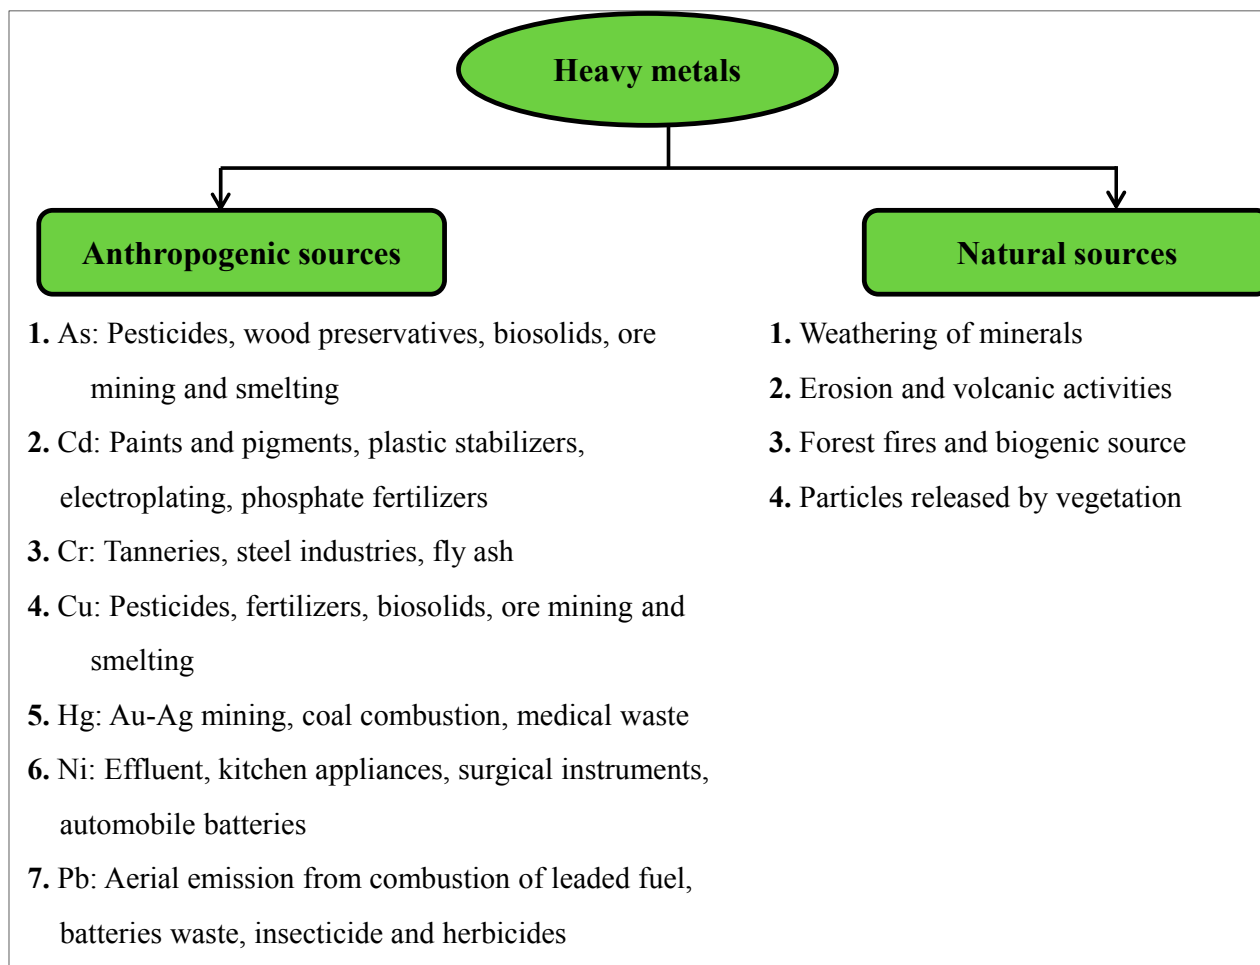 Heavy metals
Anthropogenic sources
Natural sources
1. As: Pesticides, wood preservatives, biosolids, ore
mining and smelting
2. Cd: Paints and pigments, plastic stabilizers,
electroplating, phosphate fertilizers
3. Cr: Tanneries, steel industries, fly ash
4. Cu: Pesticides, fertilizers, biosolids, ore mining and
smelting
5. Hg: Au-Ag mining, coal combustion, medical waste
6. Ni: Effluent, kitchen appliances, surgical instruments,
automobile batteries
7. Pb: Aerial emission from combustion of leaded fuel,
batteries waste, insecticide and herbicides
1. Weathering of minerals
2. Erosion and volcanic activities
3. Forest fires and biogenic source
4. Particles released by vegetation